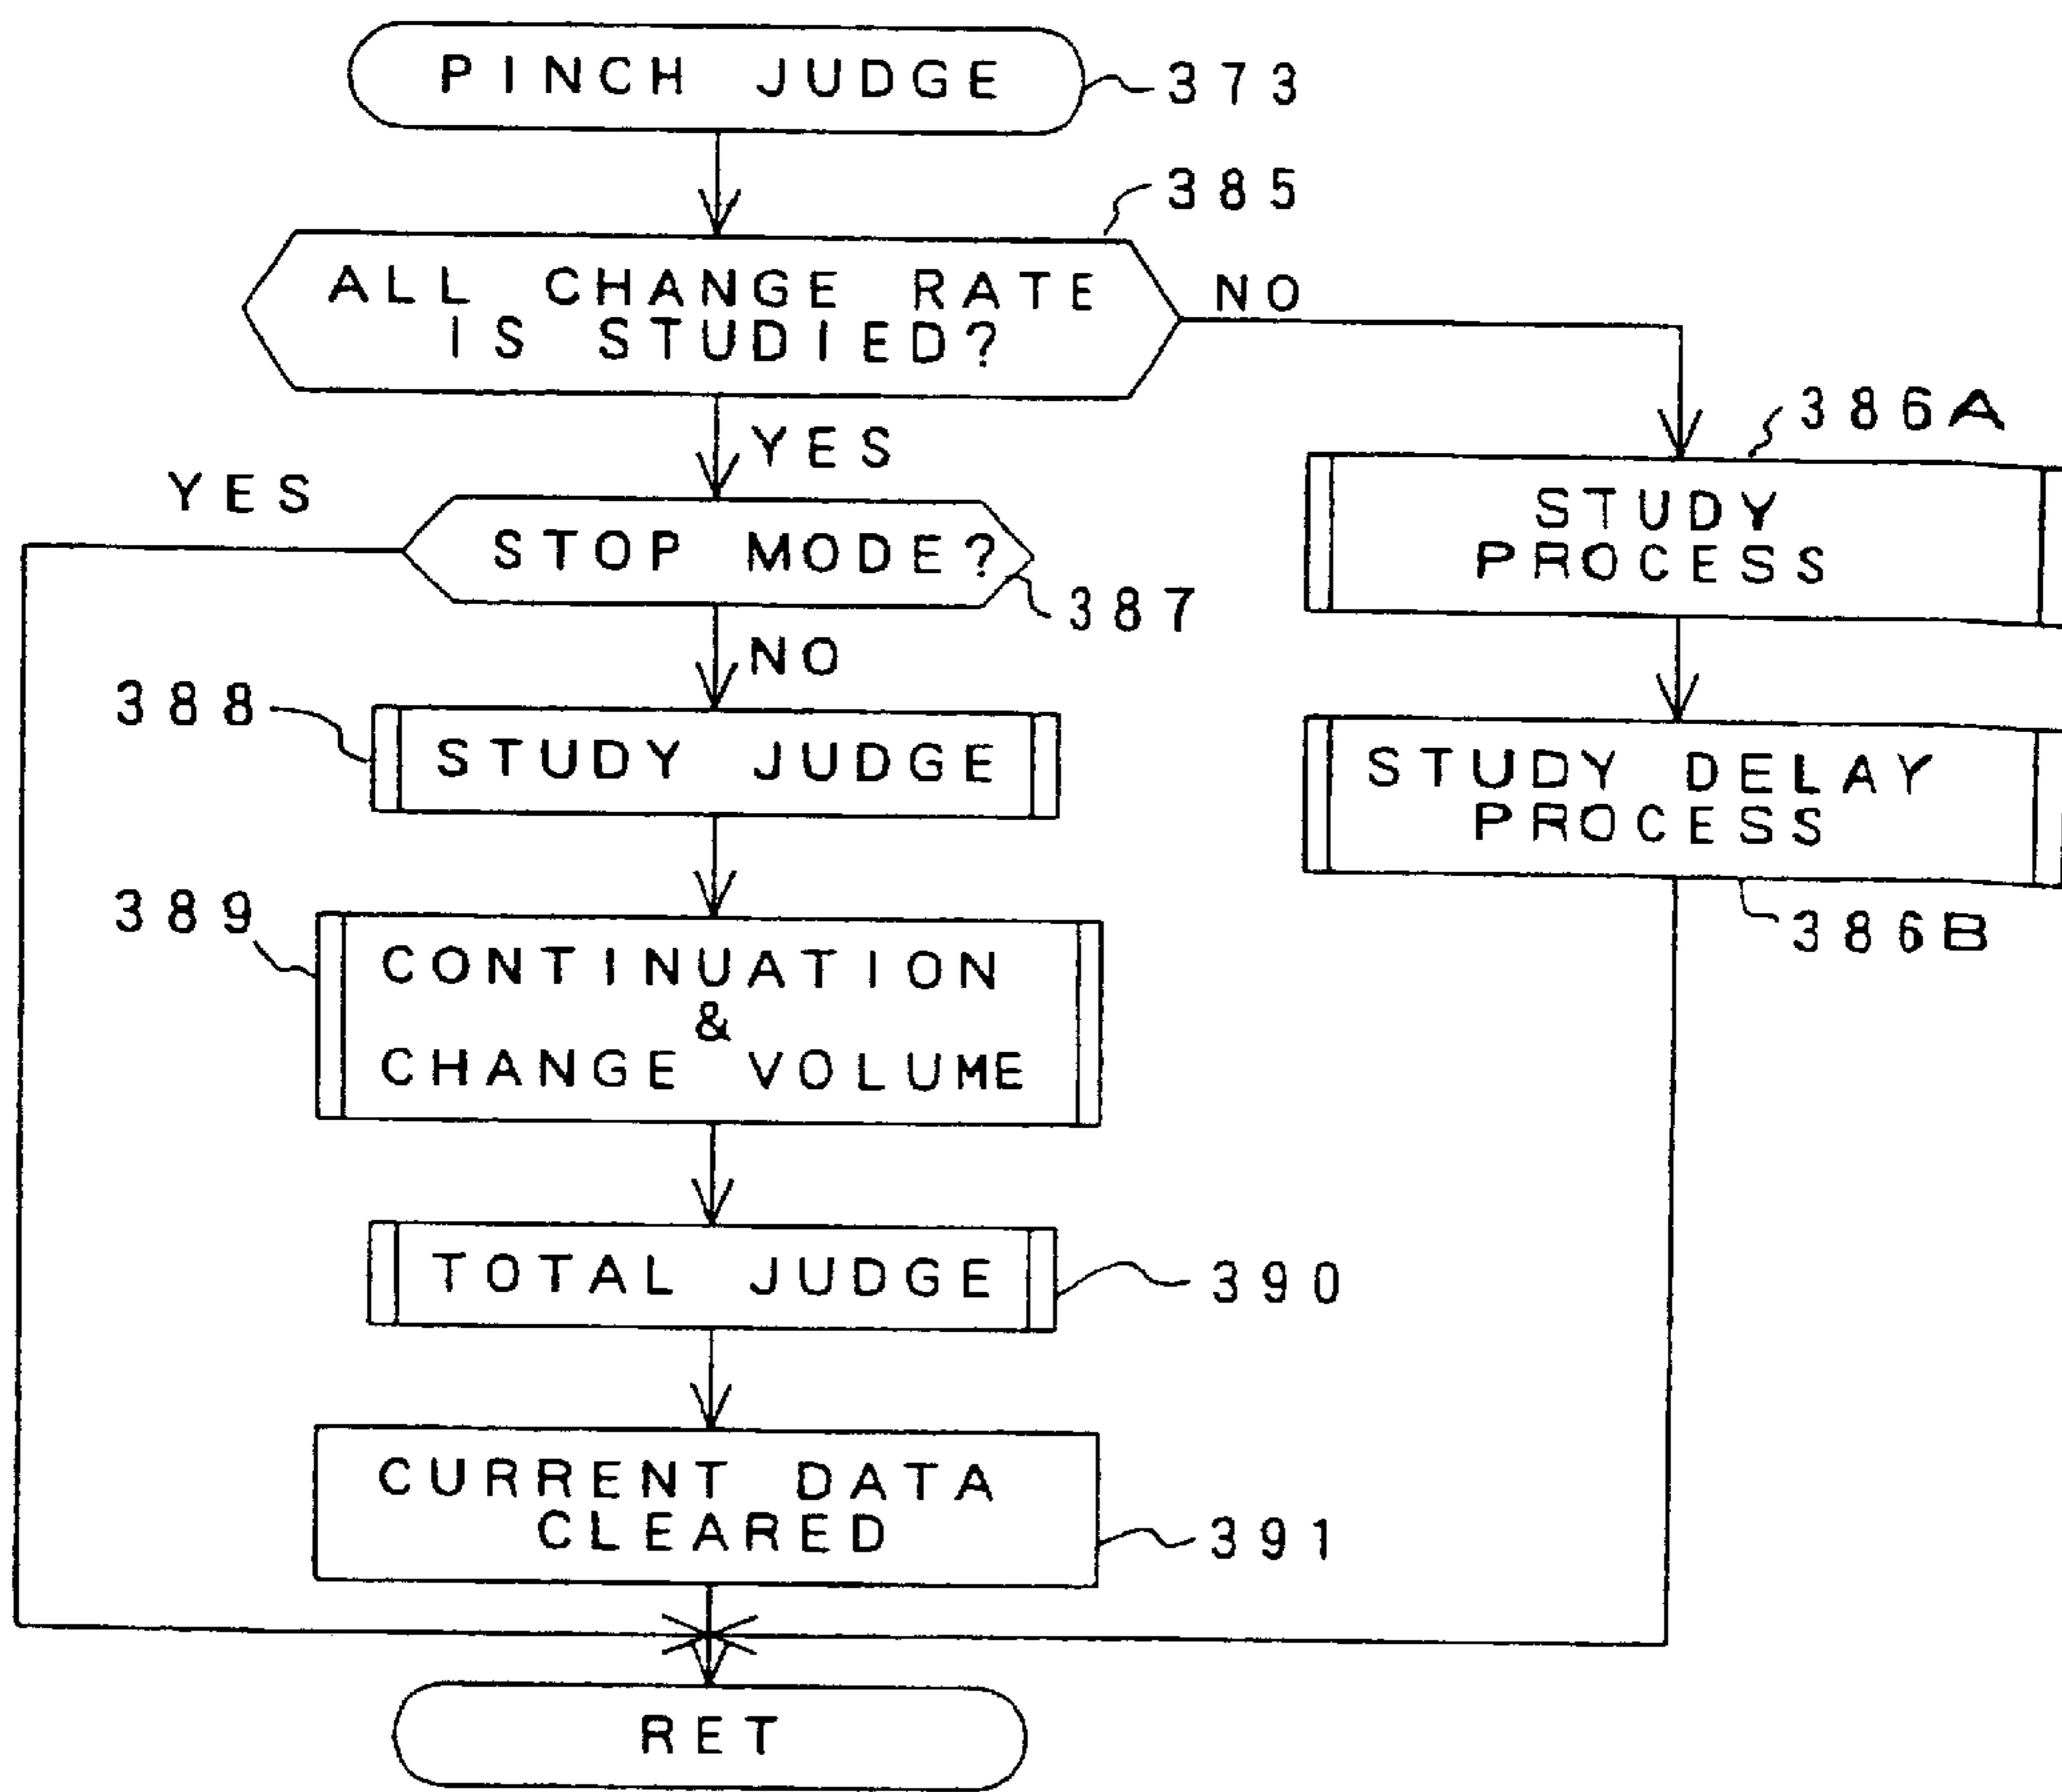 PINCH JUDGE
373
385
ALL CHANGE RATE
IS STUDIED?
NO
YES
386A
STUDY
PROCESS
YES
STOP MODE?
387
NO
388
STUDY JUDGE
STUDY DELAY
PROCESS
386B
389
CONTINUATION
&
CHANGE VOLUME
TOTAL JUDGE
390
CURRENT DATA
CLEARED
391
RET